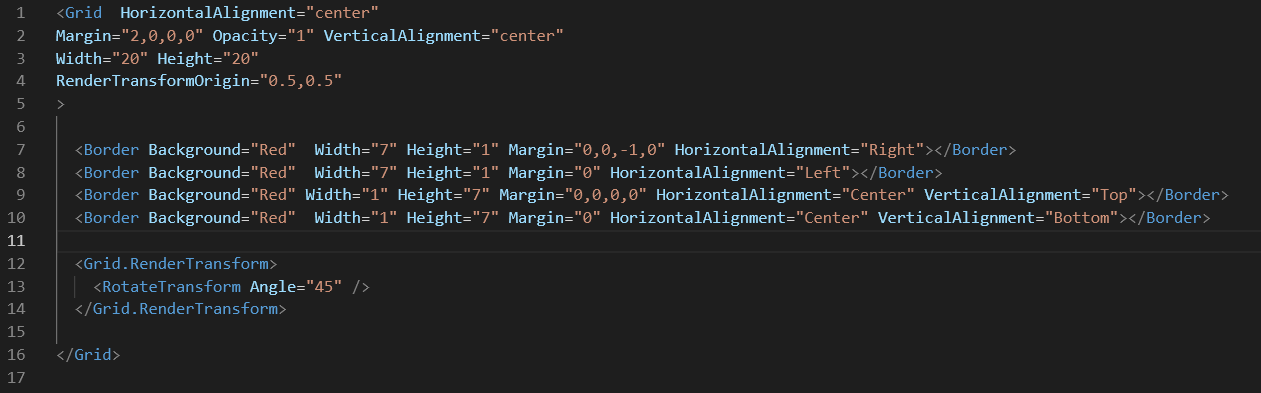 1 <Grid  HorizontalAlignment="center"
2 Margin="2,0,0,0" Opacity="1" VerticalAlignment="center"
3 Width="20" Height="20"
4 RenderTransformOrigin="0.5,0.5"
5 >
6
7   <Border Background="Red"  Width="7" Height="1" Margin="0,0,-1,0" HorizontalAlignment="Right"></Border>
8   <Border Background="Red"  Width="7" Height="1" Margin="0" HorizontalAlignment="Left"></Border>
9   <Border Background="Red" Width="1" Height="7" Margin="0,0,0,0" HorizontalAlignment="Center" VerticalAlignment="Top"></Border>
10   <Border Background="Red"  Width="1" Height="7" Margin="0" HorizontalAlignment="Center" VerticalAlignment="Bottom"></Border>
11
12   <Grid.RenderTransform>
13     <RotateTransform Angle="45" />
14   </Grid.RenderTransform>
15
16 </Grid>
17